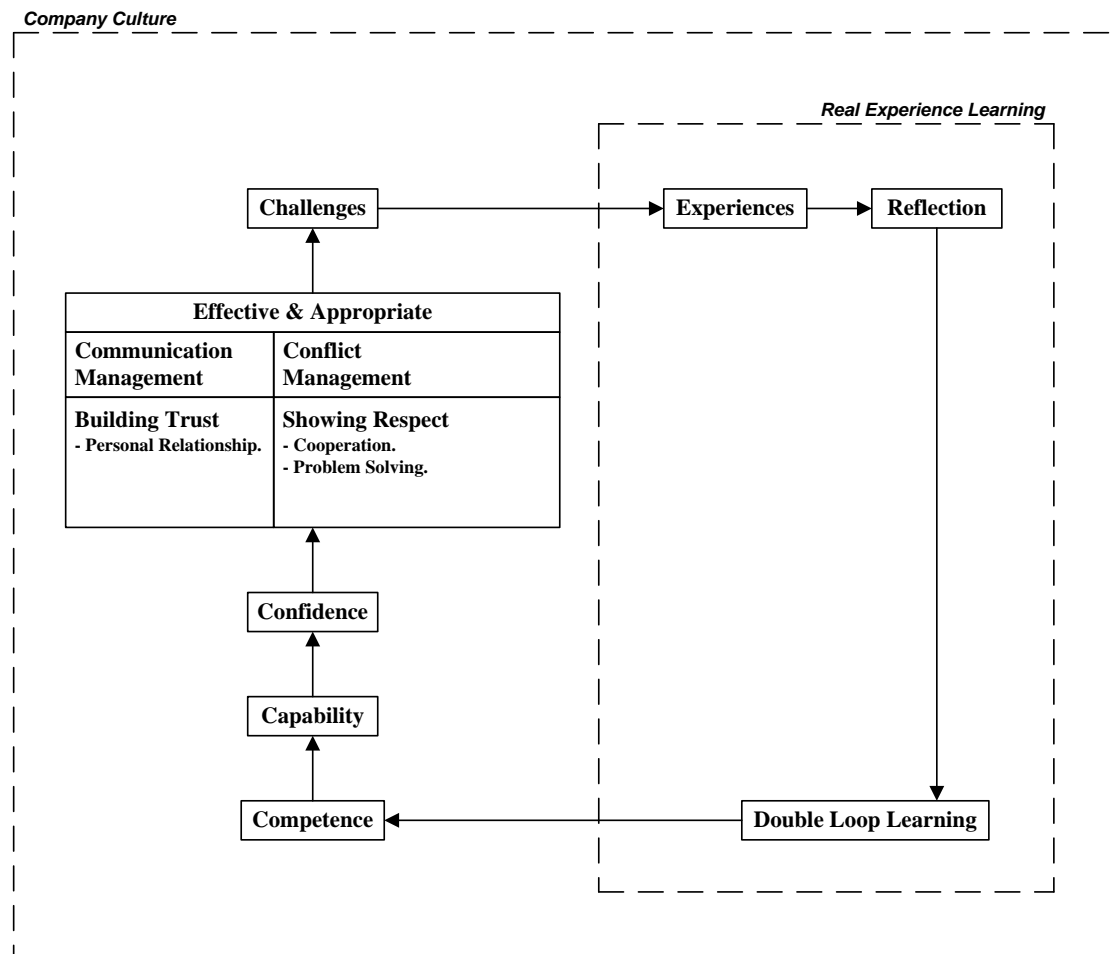 Company Culture
Real Experience Learning
Challenges
Experiences
Reflection
Effective & Appropriate
Communication
Management
Conflict
Management
Building Trust
- Personal Relationship.
Showing Respect
- Cooperation.
- Problem Solving.
Confidence
Capability
Competence
Double Loop Learning